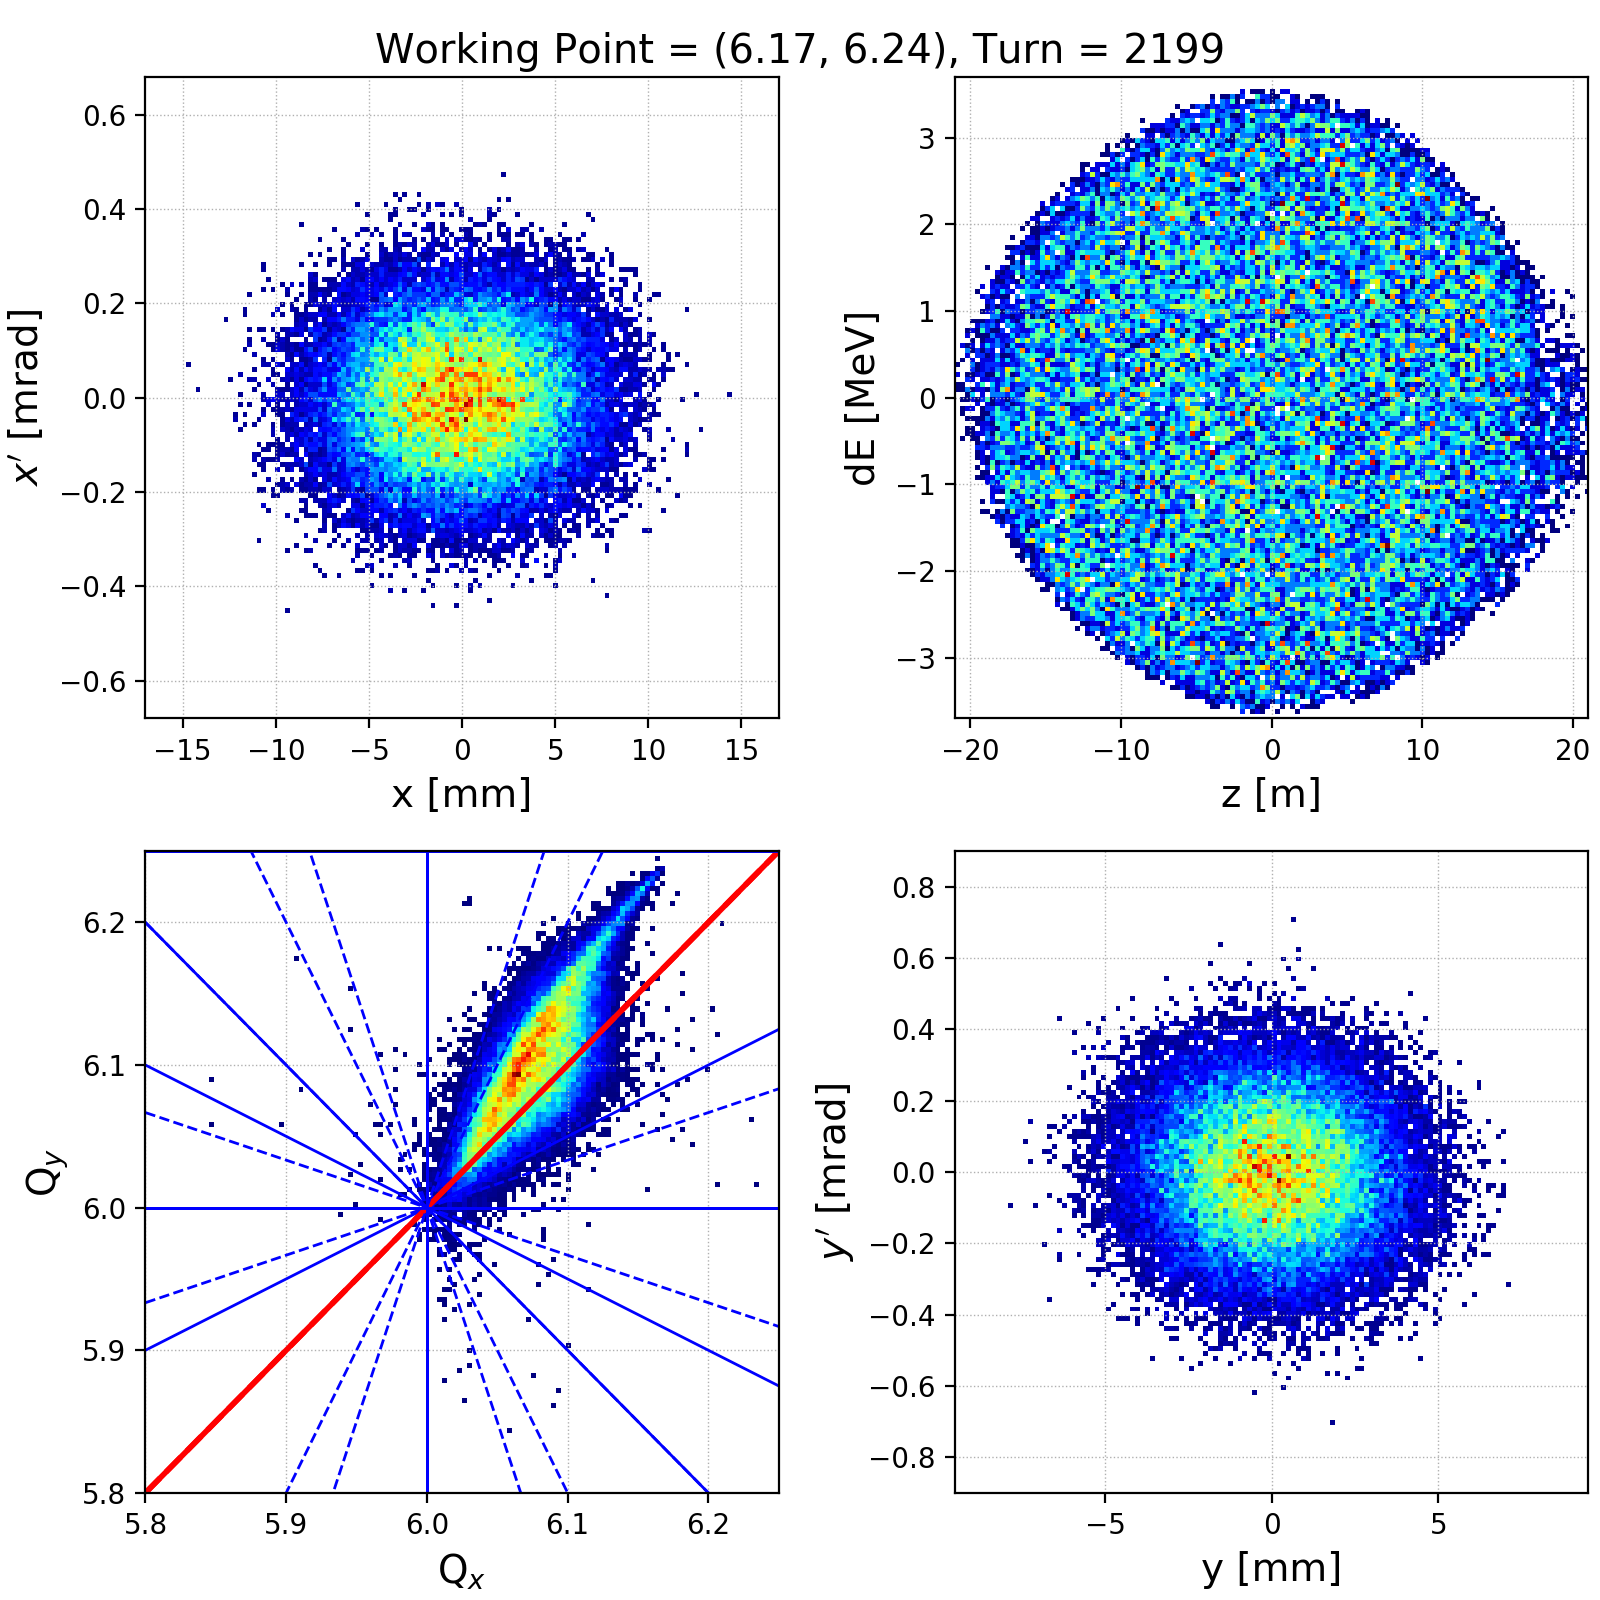 Working Point = (6.17, 6.24), Turn = 2199
0.6
0.4
0.2
0.0
−0.2
−0.4
−0.6
x′ [mrad]
−15 −10 −5 0 5 10 15
x [mm]
3
2
1
0
−1
−2
−3
dE [MeV]
−20 −10 0 10 20
z [m]
6.2
6.1
6.0
5.9
5.8
Qy
5.8 5.9 6.0 6.1 6.2
Qx
0.8
0.6
0.4
0.2
0.0
−0.2
−0.4
−0.6
−0.8
y′ [mrad]
−5 0 5
y [mm]